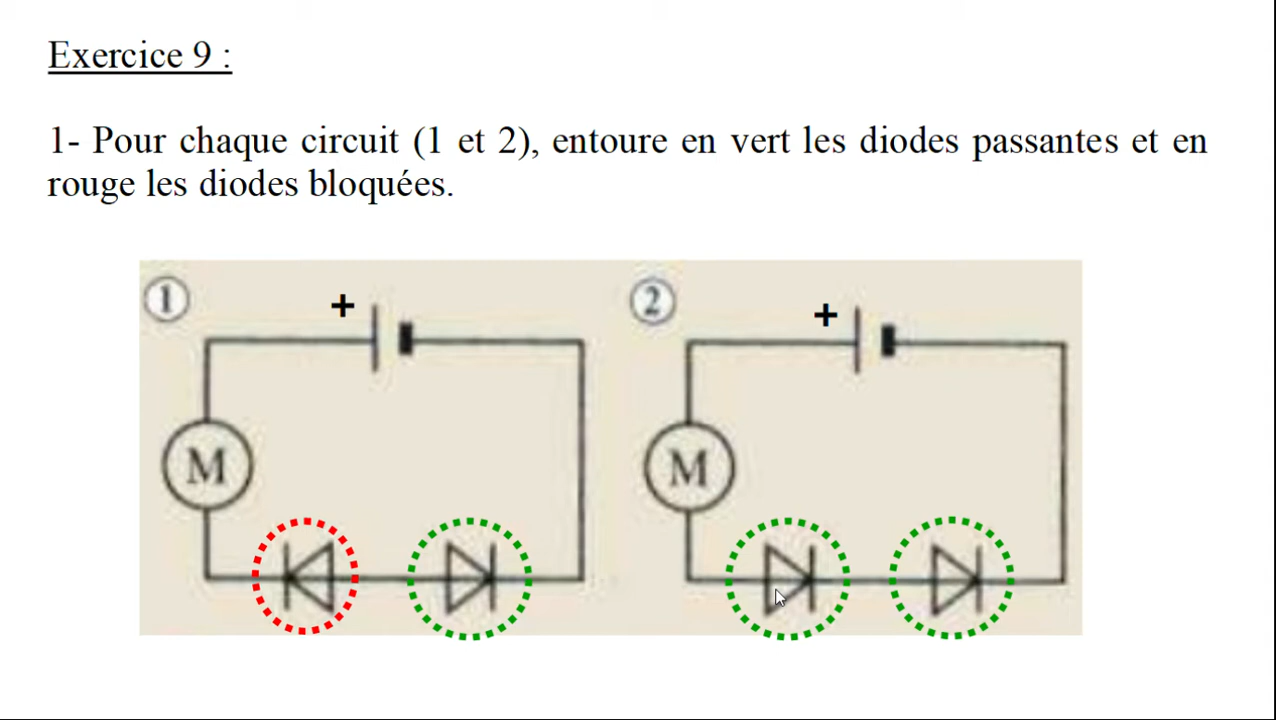 Exercice 9 :
1- Pour chaque circuit (1 et 2), entoure en vert les diodes passantes et en
rouge les diodes bloquées.
1
+
2
+
M
M